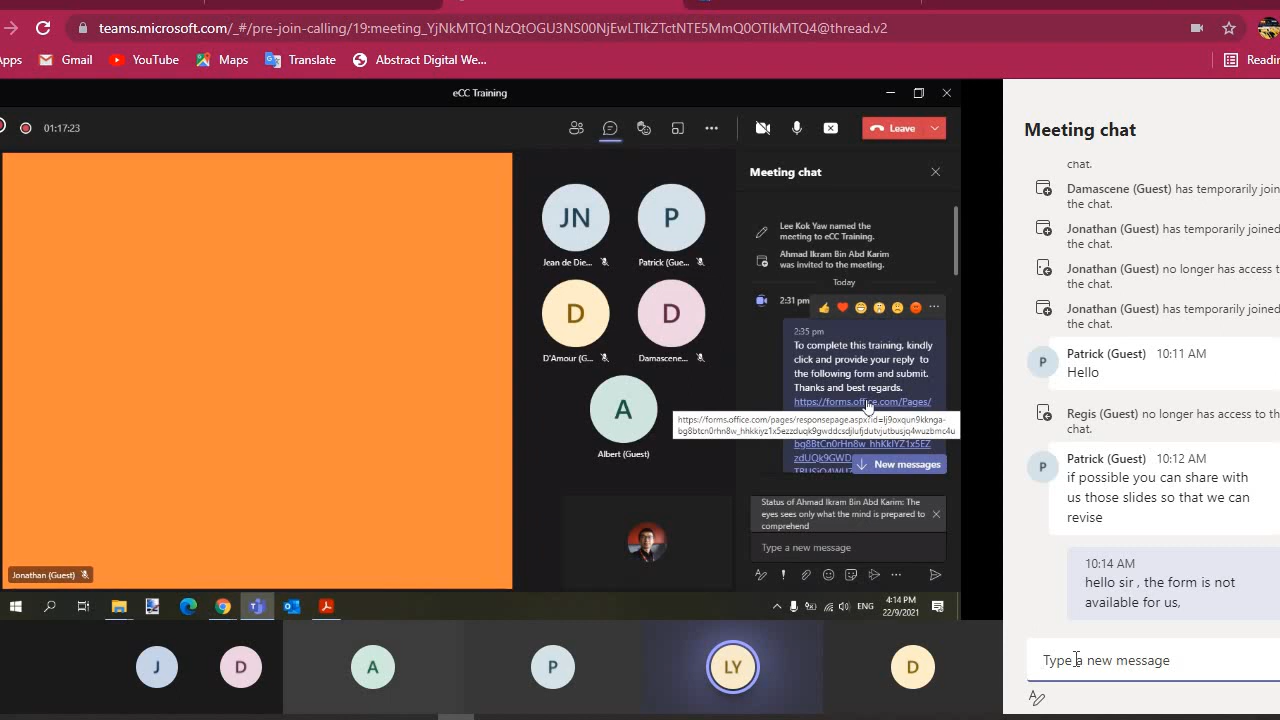 teams.microsoft.com/_#/pre-join-calling/19:meeting_YjNkMTQ1NzQtOGU3NS00NjEwLTlkZTctNTE5MmQ0OTlkMTQ4@thread.v2
Apps Gmail YouTube Maps Translate Abstract Digital We... Readin
eCC Training
01:17:23
Leave
Meeting chat
Lee Kok Yaw named the
meeting to eCC Training.
Ahmad Ikram Bin Abd Karim
was invited to the meeting.
Today
2:31 pm
2:35 pm
To complete this training, kindly
click and provide your reply to
the following form and submit.
Thanks and best regards.
https://forms.office.com/Pages/
https://forms.office.com/pages/responsepage.aspx?id=
New messages
Status of Ahmad Ikram Bin Abd Karim: The
eyes sees only what the mind is prepared to
comprehend
Type a new message
JN
Jean de Die...
P
Patrick (Gue...
D
D'Amour (G...
D
Damascene...
A
Albert (Guest)
Jonathan (Guest)
ENG
4:14 PM
22/9/2021
J
D
A
P
LY
D
Meeting chat
chat.
Damascene (Guest) has temporarily join
the chat.
Jonathan (Guest) has temporarily joined
the chat.
Jonathan (Guest) no longer has access to
the chat.
Jonathan (Guest) has temporarily joined
the chat.
P
Patrick (Guest) 10:11 AM
Hello
Regis (Guest) no longer has access to the
chat.
P
Patrick (Guest) 10:12 AM
if possible you can share with
us those slides so that we can
revise
10:14 AM
hello sir , the form is not
available for us,
Type a new message